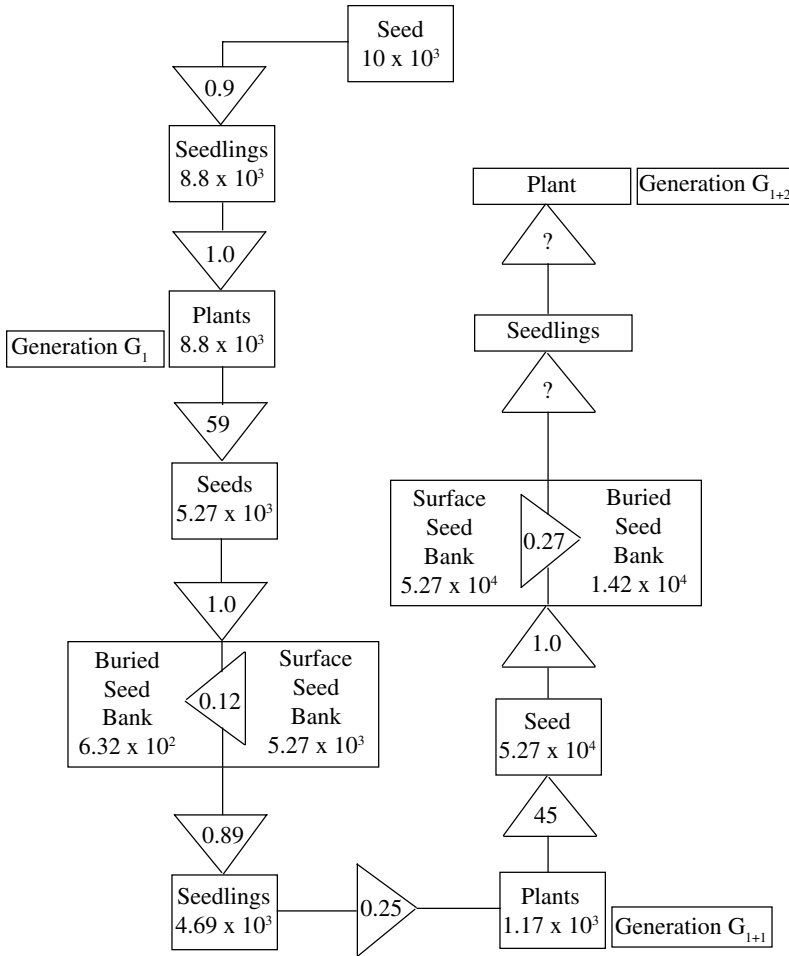 Seed
10 x 10³
0.9
Seedlings
8.8 x 10³
1.0
Plants
8.8 x 10³
Generation G₁
59
Seeds
5.27 x 10³
1.0
Buried
Seed
Bank
6.32 x 10²
0.12
Surface
Seed
Bank
5.27 x 10³
0.89
Seedlings
4.69 x 10³
0.25
Plants
1.17 x 10³
Generation G₁₊₁
45
Seed
5.27 x 10⁴
1.0
Surface
Seed
Bank
5.27 x 10⁴
0.27
Buried
Seed
Bank
1.42 x 10⁴
?
Seedlings
?
Plant
Generation G₁₊₂